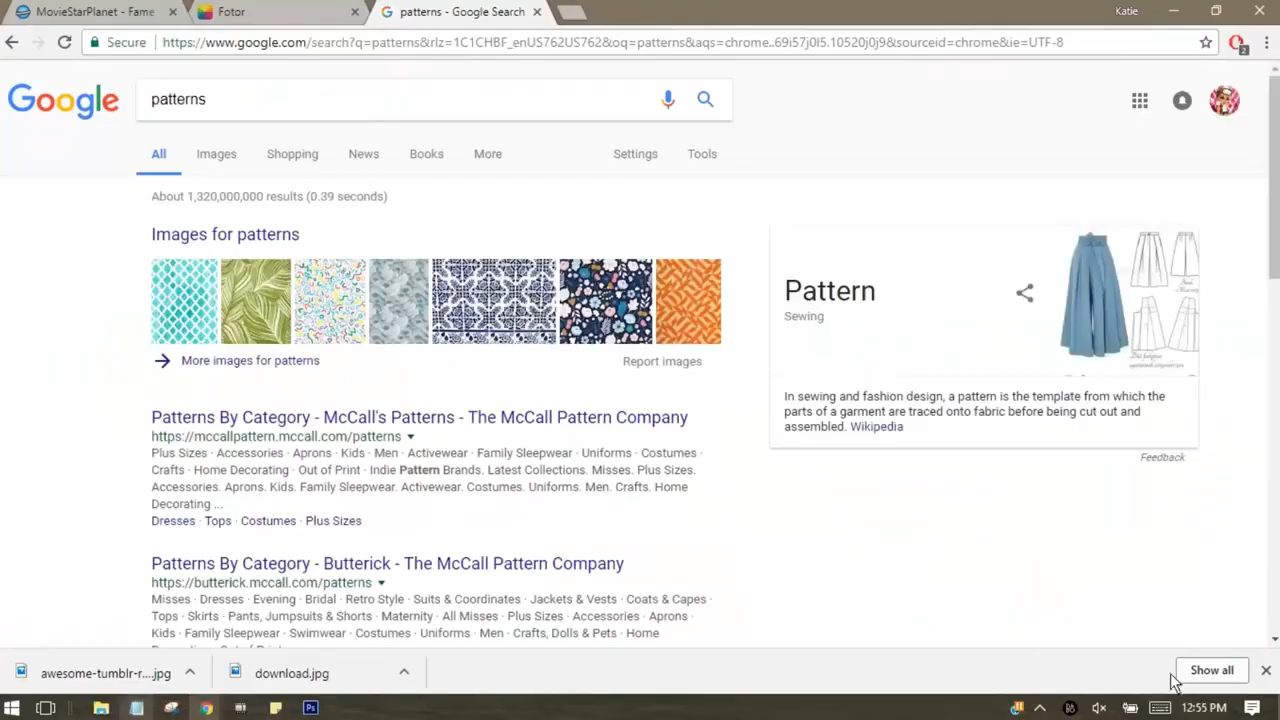 MovieStarPlanet - Fame
Fotor
patterns - Google Search
Katie
Secure
https://www.google.com/search?q=patterns&rlz=1C1CHBF_enUS762US762&oq=patterns&aqs=chrome..69i57j0l5.10520j0j9&sourceid=chrome&ie=UTF-8
2
Google
patterns
All Images Shopping News Books More Settings Tools
About 1,320,000,000 results (0.39 seconds)
Images for patterns
More images for patterns
Report images
Pattern
Sewing
In sewing and fashion design, a pattern is the template from which the
parts of a garment are traced onto fabric before being cut out and
assembled. Wikipedia
Feedback
Patterns By Category - McCall's Patterns - The McCall Pattern Company
https://mccallpattern.mccall.com/patterns
Plus Sizes · Accessories · Aprons · Kids · Men · Activewear · Family Sleepwear · Uniforms · Costumes ·
Crafts · Home Decorating · Out of Print · Indie Pattern Brands. Latest Collections. Misses. Plus Sizes.
Accessories. Aprons. Kids. Family Sleepwear. Activewear. Costumes. Uniforms. Men. Crafts. Home
Decorating ...
Dresses · Tops · Costumes · Plus Sizes
Patterns By Category - Butterick - The McCall Pattern Company
https://butterick.mccall.com/patterns
Misses · Dresses · Evening · Bridal · Retro Style · Suits & Coordinates · Jackets & Vests · Coats & Capes ·
Tops · Skirts · Pants, Jumpsuits & Shorts · Maternity · All Misses · Plus Sizes · Accessories · Aprons ·
Kids · Family Sleepwear · Swimwear · Costumes · Uniforms · Men · Crafts, Dolls & Pets · Home
awesome-tumblr-r....jpg
download.jpg
Show all
Ps
12:55 PM